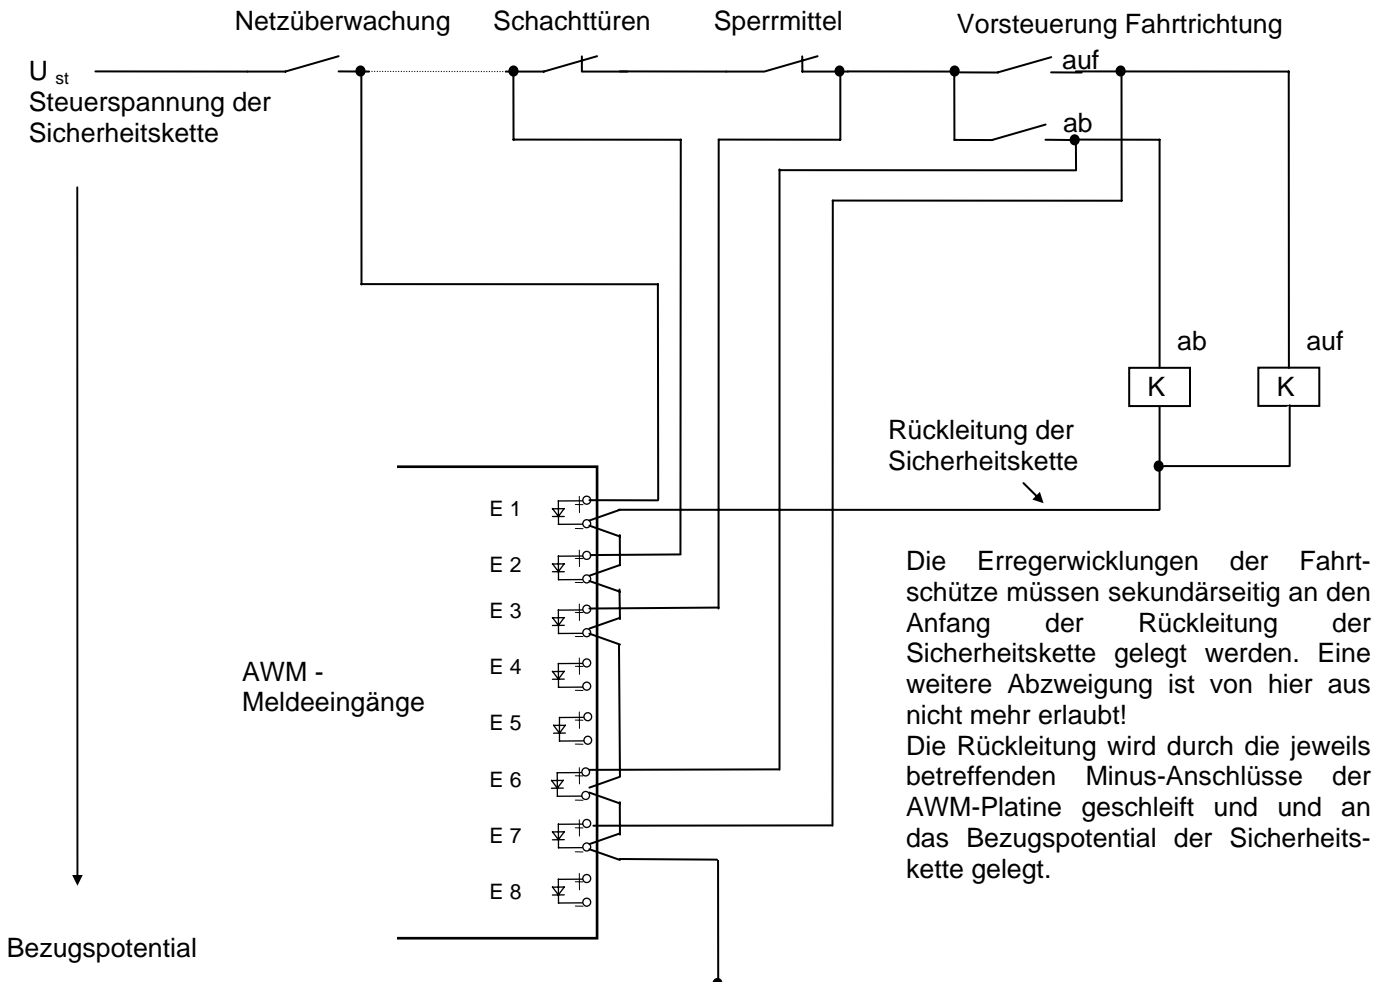 Netzüberwachung
Schachttüren
Sperrmittel
Vorsteuerung Fahrtrichtung
U st
Steuerspannung der
Sicherheitskette
auf
ab
ab
auf
K
K
Rückleitung der
Sicherheitskette
E 1
E 2
E 3
E 4
E 5
E 6
E 7
E 8
AWM -
Meldeeingänge
Die Erregerwicklungen der Fahrt-
schütze müssen sekundärseitig an den
Anfang der Rückleitung der
Sicherheitskette gelegt werden. Eine
weitere Abzweigung ist von hier aus
nicht mehr erlaubt!
Die Rückleitung wird durch die jeweils
betreffenden Minus-Anschlüsse der
AWM-Platine geschleift und und an
das Bezugspotential der Sicherheits-
kette gelegt.
Bezugspotential